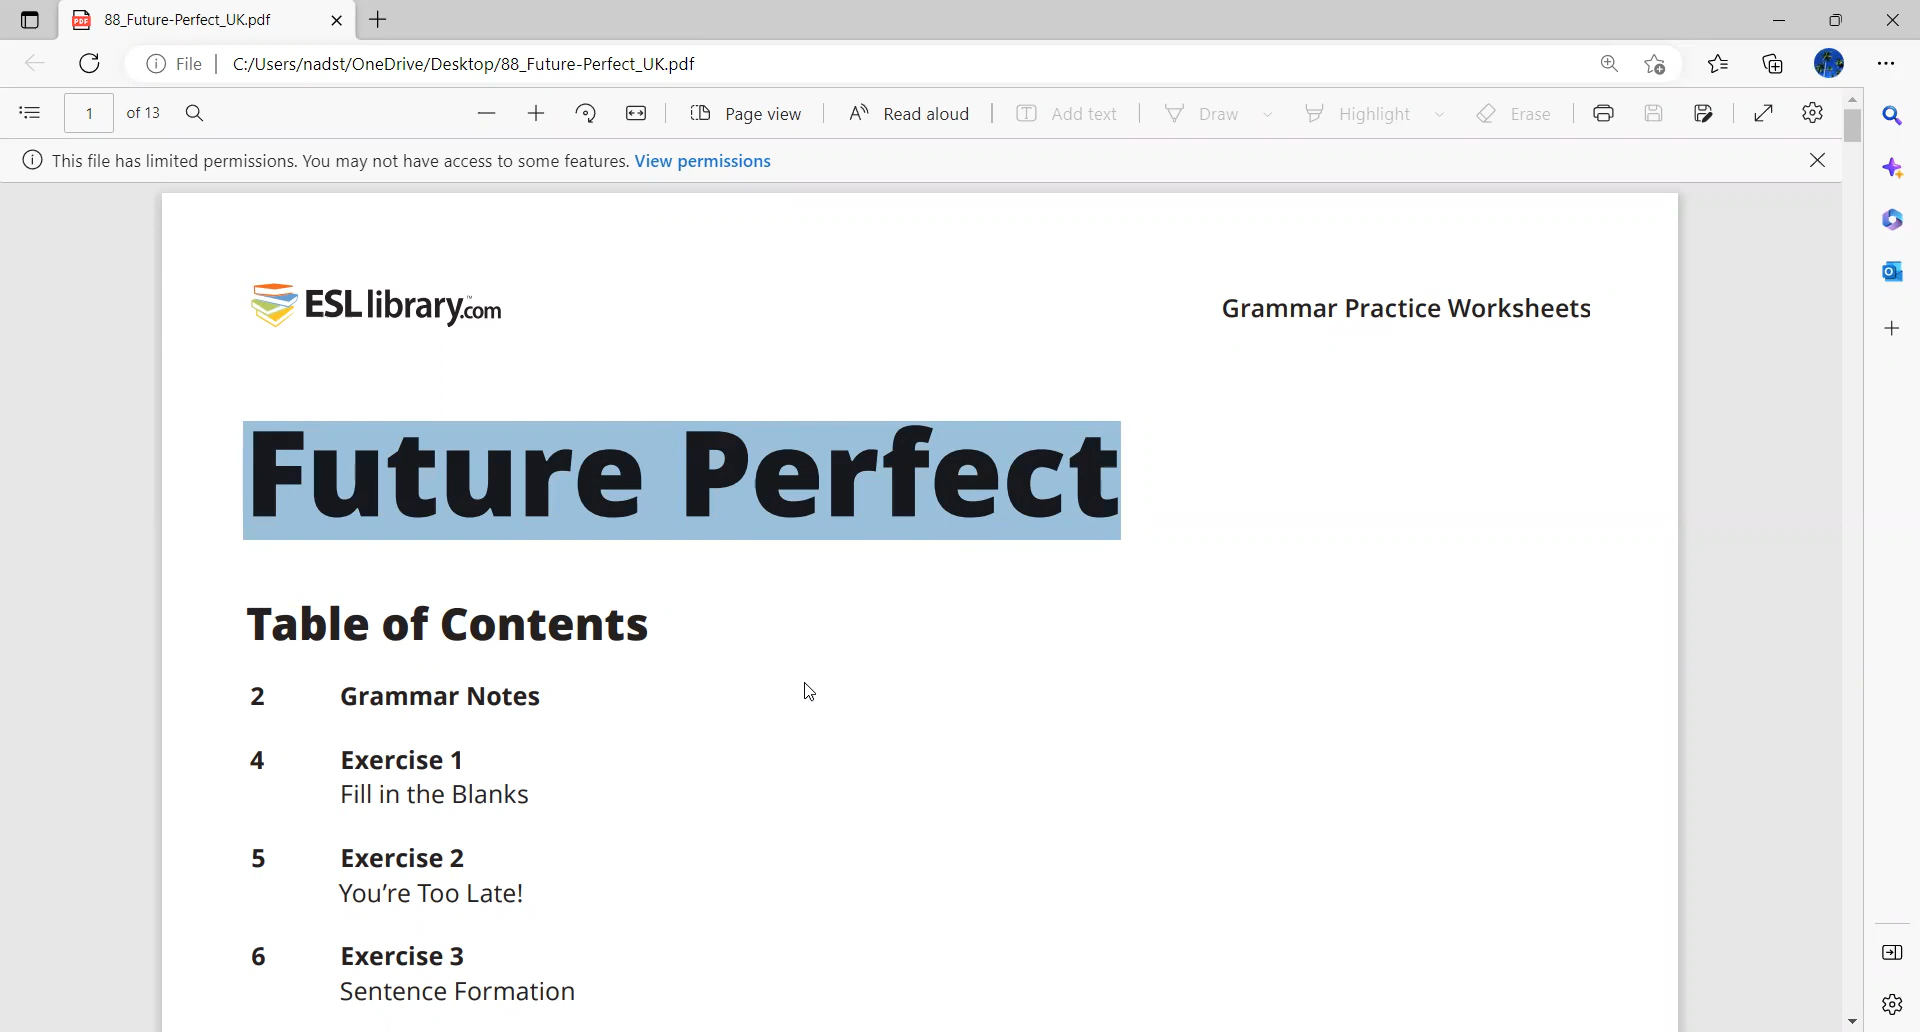 88_Future-Perfect_UK.pdf
File
C:/Users/nadst/OneDrive/Desktop/88_Future-Perfect_UK.pdf
1 of 13
Page view
Read aloud
Add text
Draw
Highlight
Erase
This file has limited permissions. You may not have access to some features. View permissions
ESL library.com
Grammar Practice Worksheets
Future Perfect
Table of Contents
2 Grammar Notes
4 Exercise 1
Fill in the Blanks
5 Exercise 2
You’re Too Late!
6 Exercise 3
Sentence Formation